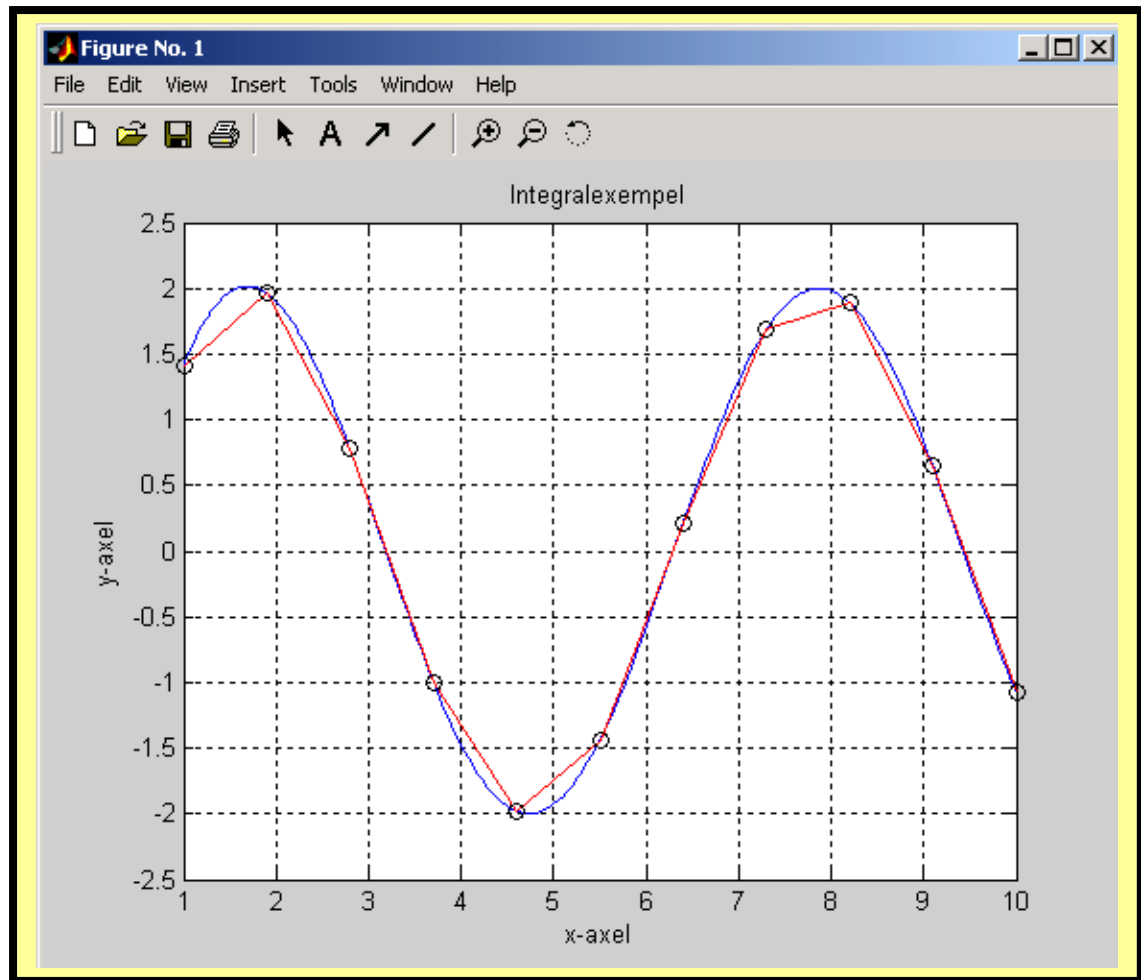 Figure No. 1
File Edit View Insert Tools Window Help
A
Integralexempel
2.5
2
1.5
1
0.5
0
-0.5
-1
-1.5
-2
-2.5
y-axel
1 2 3 4 5 6 7 8 9 10
x-axel